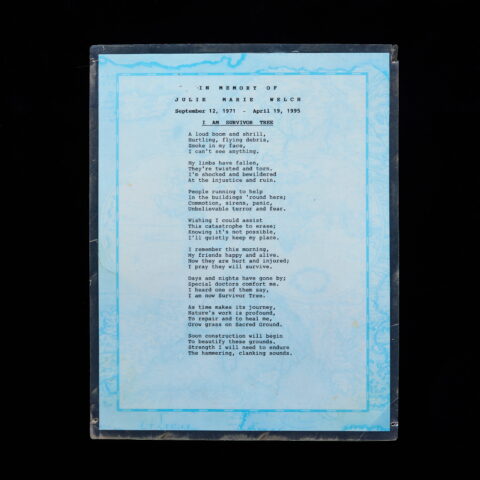 IN MEMORY OF
JULIE MARIE WELCH
September 12, 1971 - April 19, 1995
I AM SURVIVOR TREE
A loud boom and shrill,
Hurtling, flying debris,
Smoke in my face,
I can't see anything.
My limbs have fallen,
They're twisted and torn.
I'm shocked and bewildered
At the injustice and ruin.
People running to help
In the buildings 'round here;
Commotion, sirens, panic,
Unbelievable terror and fear.
Wishing I could assist
This catastrophe to erase;
Knowing it's not possible,
I'll quietly keep my place.
I remember this morning,
My friends happy and alive.
Now they are hurt and injured;
I pray they will survive.
Days and nights have gone by;
Special doctors comfort me.
I heard one of them say,
I am now Survivor Tree.
As time makes its journey,
Nature's work is profound,
To repair and to heal me,
Grow grass on Sacred Ground.
Soon construction will begin
To beautify these grounds.
Strength I will need to endure
The hammering, clanking sounds.